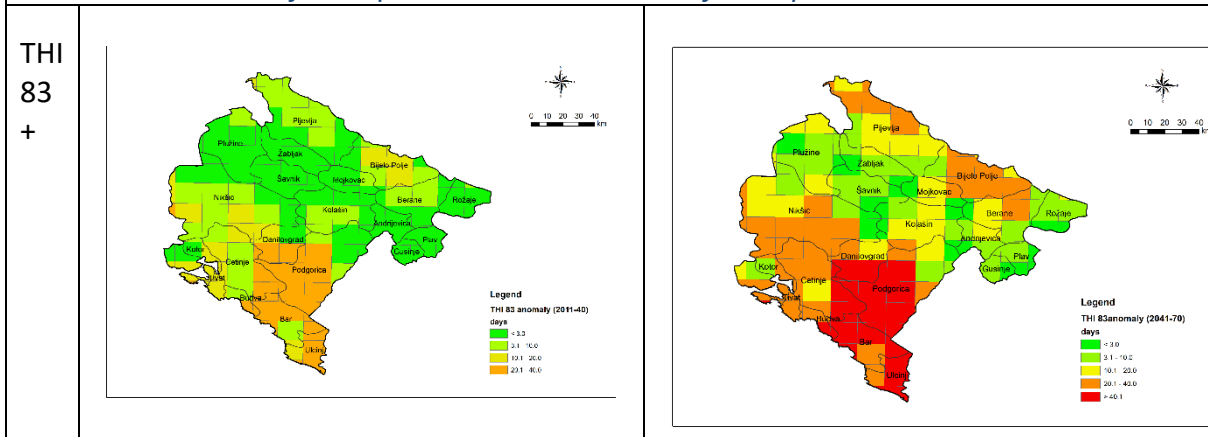 THI
83
+
0 10 20 30 40
km
Pljevlja
Plužine
Žabljak
Bijelo Polje
Šavnik
Mojkovac
Nikšić
Berane
Rožaje
Kolašin
Andrijevica
Danilovgrad
Plav
Kotor
Gusinje
Cetinje
Podgorica
Tivat
Budva
Bar
Ulcinj
Legend
THI 83 anomaly (2011-40)
days
< 3.0
3.1 - 10.0
10.1 - 20.0
20.1 - 40.0
0 10 20 30 40
km
Pljevlja
Plužine
Žabljak
Bijelo Polje
Šavnik
Mojkovac
Nikšić
Berane
Rožaje
Kolašin
Andrijevica
Danilovgrad
Plav
Kotor
Gusinje
Cetinje
Podgorica
Tivat
Budva
Bar
Ulcinj
Legend
THI 83anomaly (2041-70)
days
< 3.0
3.1 - 10.0
10.1 - 20.0
20.1 - 40.0
> 40.1